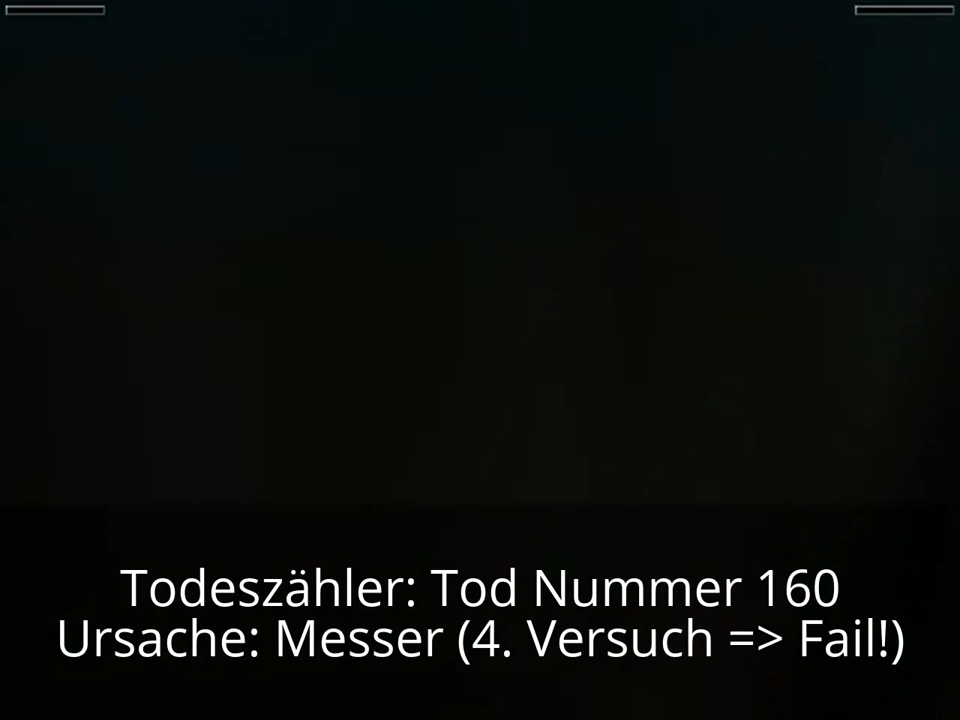 Todeszähler: Tod Nummer 160
Ursache: Messer (4. Versuch => Fail!)